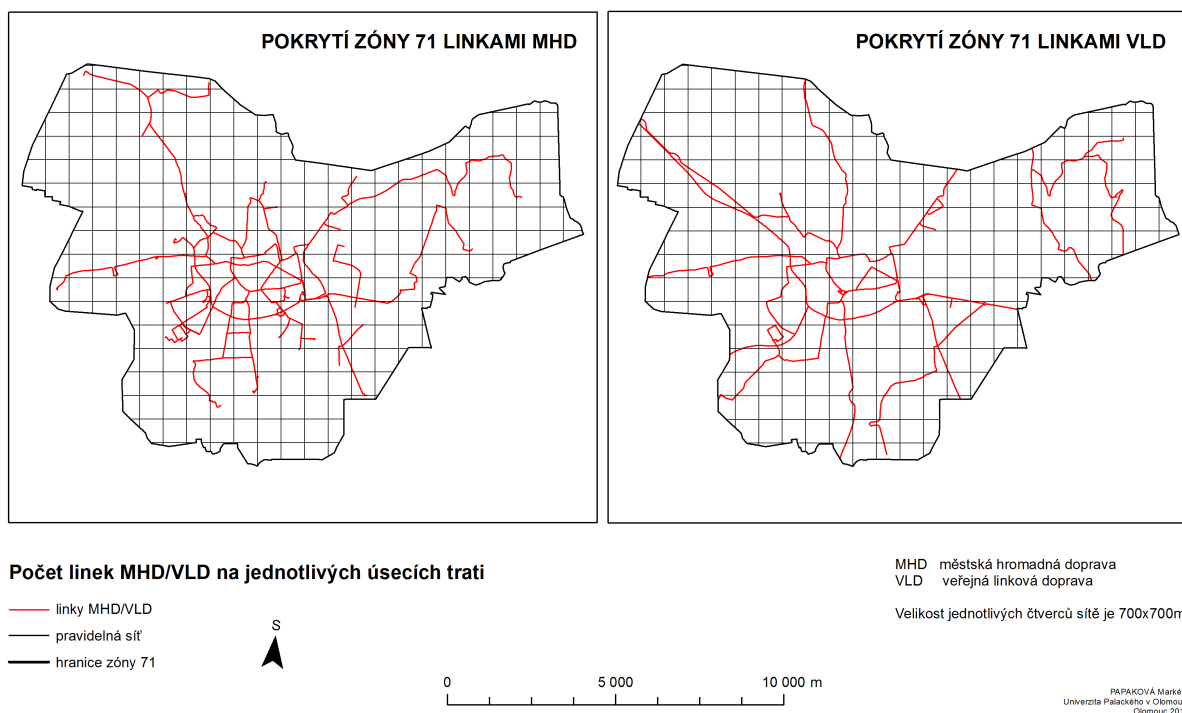 POKRYTÍ ZÓNY 71 LINKAMI MHD
POKRYTÍ ZÓNY 71 LINKAMI VLD
Počet linek MHD/VLD na jednotlivých úsecích trati
linky MHD/VLD
pravidelná síť
hranice zóny 71
S
0 5 000 10 000 m
MHD městská hromadná doprava
VLD veřejná linková doprava
Velikost jednotlivých čtverců sítě je 700x700m
PAPAKOVÁ Marké
Univerzita Palackého v Olomou
Olomouc 201